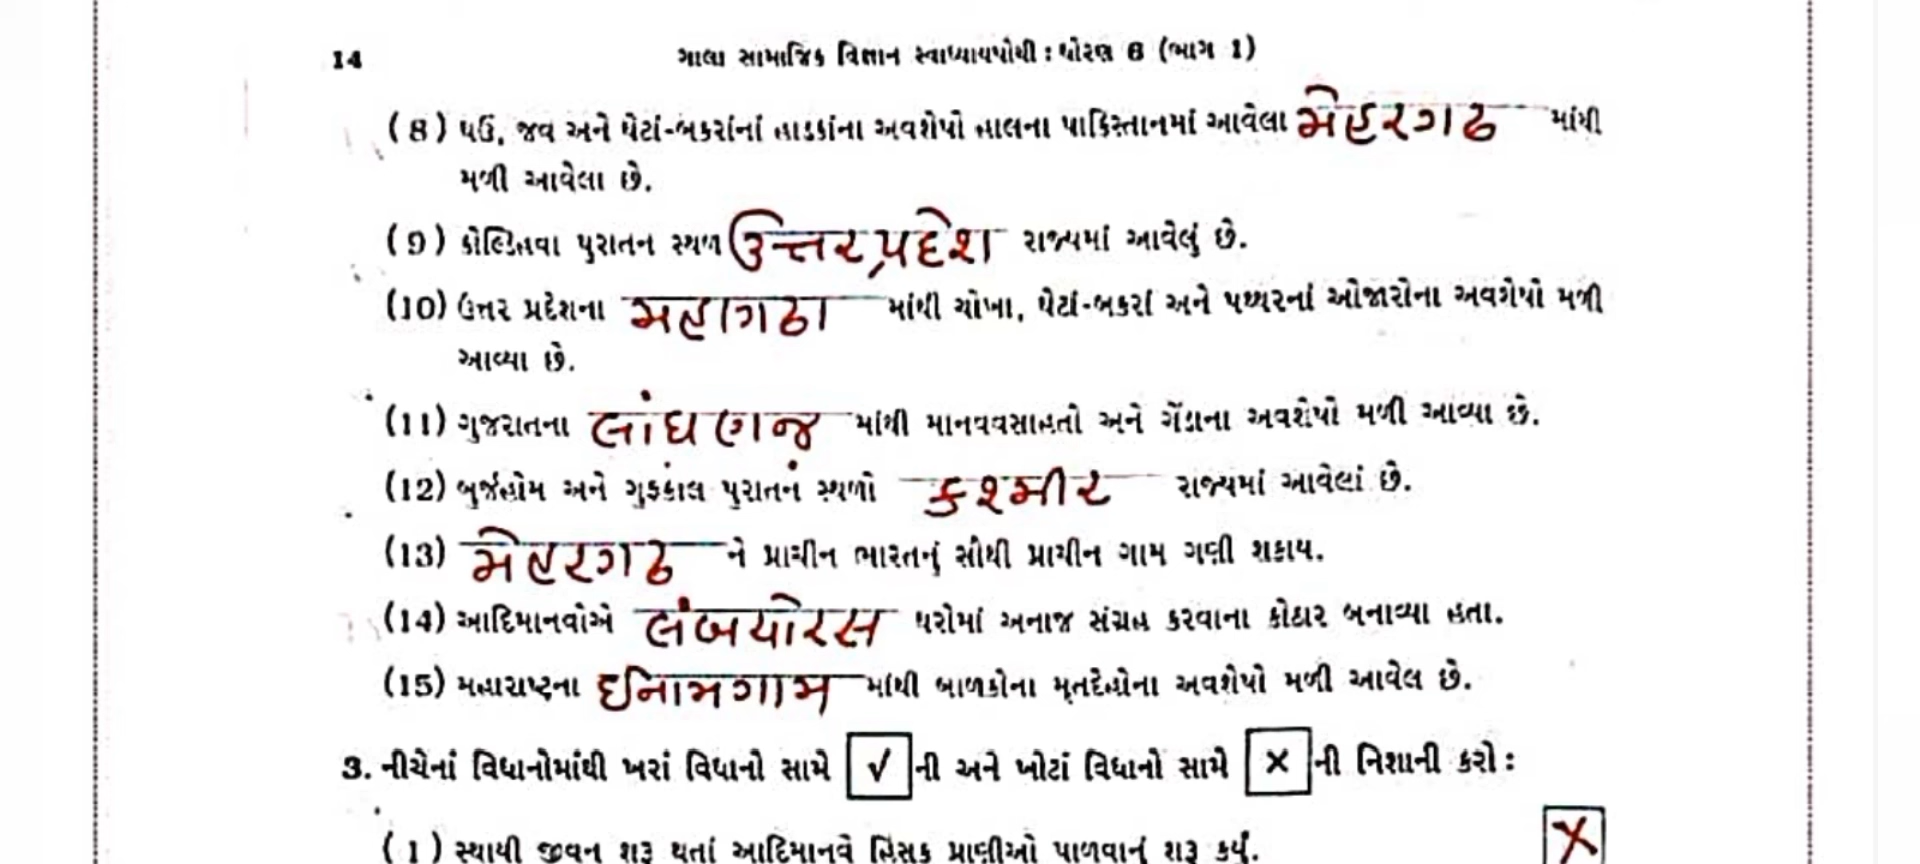 14 ગાલા સામાજિક વિજ્ઞાન સ્વાધ્યાયપોથી : ધોરણ 6 (ભાગ 1)
(8) ઘઉં, જવ અને ઘેટાં-બકરાંનાં હાડકાંના અવશેષો હાલના પાકિસ્તાનમાં આવેલા મેહરગઢ માંથી
મળી આવેલા છે.
(9) કોલ્ડિહવા પુરાતન સ્થળ ઉત્તરપ્રદેશ રાજ્યમાં આવેલું છે.
(10) ઉત્તર પ્રદેશના મહાગઢા માંથી ચોખા, ઘેટાં-બકરાં અને પથ્થરનાં ઓજારોના અવશેષો મળી
આવ્યા છે.
(11) ગુજરાતના લાંઘણજ માંથી માનવવસાહતો અને ગેંડાના અવશેષો મળી આવ્યા છે.
(12) બુર્જહોમ અને ગુફકાલ પુરાતન સ્થળો કશ્મીર રાજ્યમાં આવેલાં છે.
(13) મેહરગઢ ને પ્રાચીન ભારતનું સૌથી પ્રાચીન ગામ ગણી શકાય.
(14) આદિમાનવોએ લંબચોરસ ઘરોમાં અનાજ સંગ્રહ કરવાના કોઠાર બનાવ્યા હતા.
(15) મહારાષ્ટ્રના ઈનામગામ માંથી બાળકોના મૃતદેહોના અવશેષો મળી આવેલ છે.
3. નીચેનાં વિધાનોમાંથી ખરાં વિધાનો સામે ✓ ની અને ખોટાં વિધાનો સામે × ની નિશાની કરો :
(1) સ્થાયી જીવન શરૂ થતાં આદિમાનવે હિંસક પ્રાણીઓ પાળવાનું શરૂ કર્યું. ×